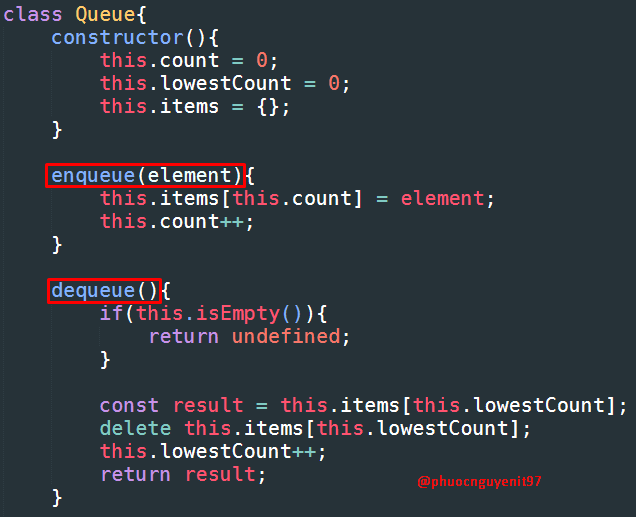 class Queue{
    constructor(){
        this.count = 0;
        this.lowestCount = 0;
        this.items = {};
    }

    enqueue(element){
        this.items[this.count] = element;
        this.count++;
    }

    dequeue(){
        if(this.isEmpty()){
            return undefined;
        }

        const result = this.items[this.lowestCount];
        delete this.items[this.lowestCount];
        this.lowestCount++;
        return result;
    }
@phuocnguyenit97